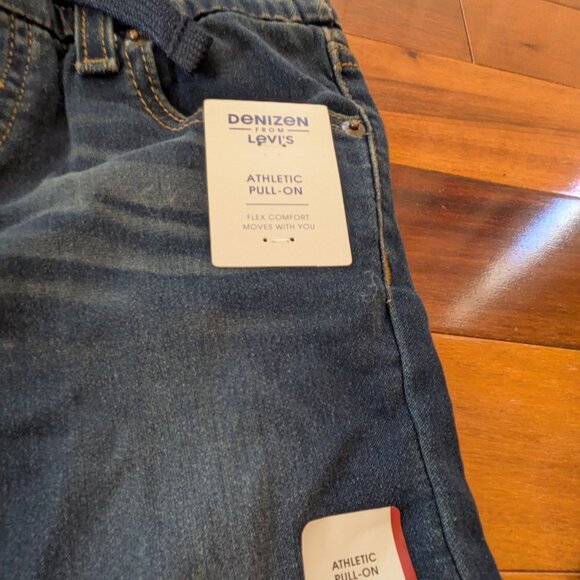 DENIZEN
FROM
LEVI'S
ATHLETIC
PULL-ON
FLEX COMFORT
MOVES WITH YOU
ATHLETIC
PULL-ON